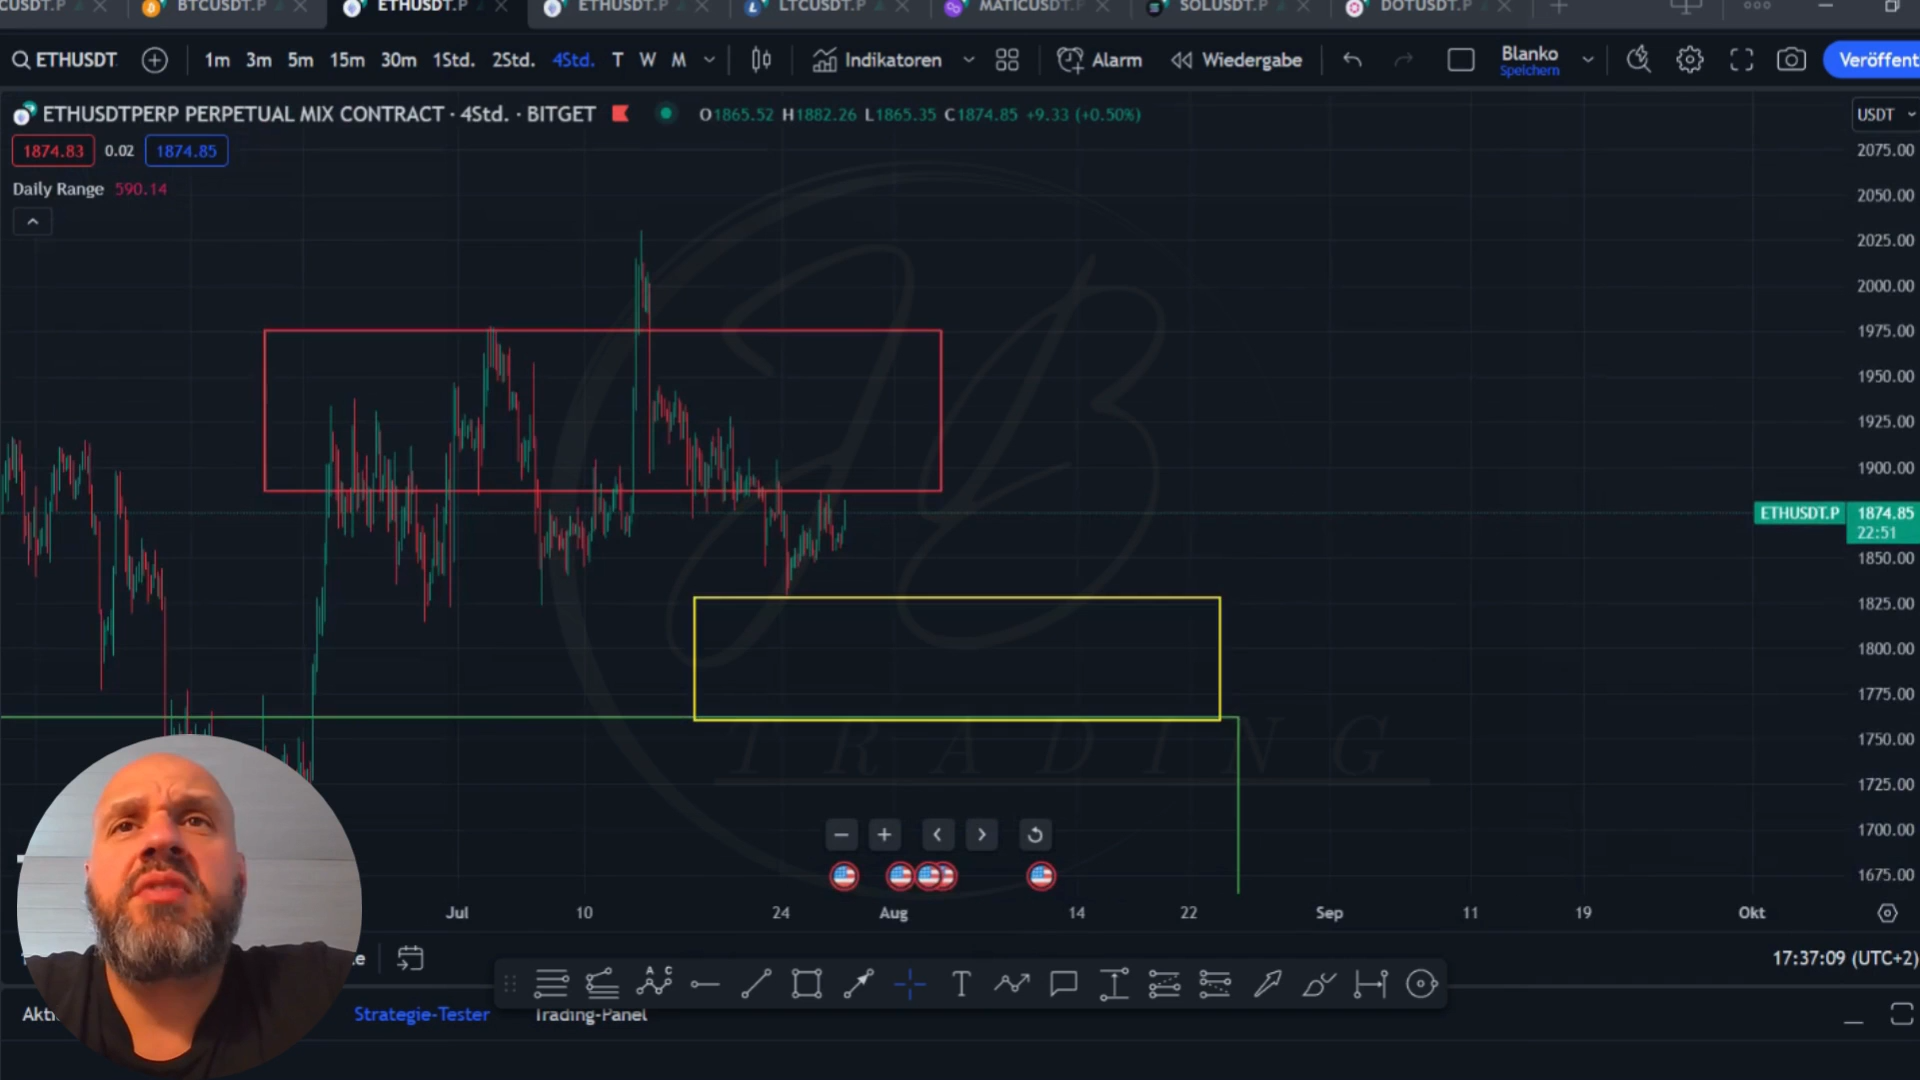 CUSDT.P BTCUSDT.P ETHUSDT.P ETHUSDT.P LTCUSDT.P MATICUSDT.P SOLUSDT.P DOTUSDT.P
ETHUSDT 1m 3m 5m 15m 30m 1Std. 2Std. 4Std. T W M Indikatoren Alarm Wiedergabe Blanko Veröffent
Speichern
ETHUSDTPERP PERPETUAL MIX CONTRACT · 4Std. · BITGET O1865.52 H1882.26 L1865.35 C1874.85 +9.33 (+0.50%)
USDT
1874.83 0.02 1874.85
Daily Range 590.14
2075.00
2050.00
2025.00
2000.00
1975.00
1950.00
1925.00
1900.00
ETHUSDT.P 1874.85
22:51
1850.00
1825.00
1800.00
1775.00
1750.00
1725.00
1700.00
1675.00
JB
TRADING
Jul 10 24 Aug 14 22 Sep 11 19 Okt
e 17:37:09 (UTC+2)
A C
T
Akti Strategie-Tester Trading-Panel